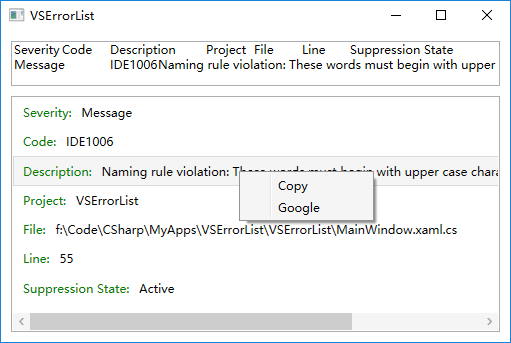 VSErrorList
Severity Code Description Project File Line Suppression State
Message IDE1006 Naming rule violation: These words must begin with upper
Severity: Message
Code: IDE1006
Description: Naming rule violation: These words must begin with upper case chara
Copy
Project: VSErrorList
Google
File: f:\Code\CSharp\MyApps\VSErrorList\VSErrorList\MainWindow.xaml.cs
Line: 55
Suppression State: Active